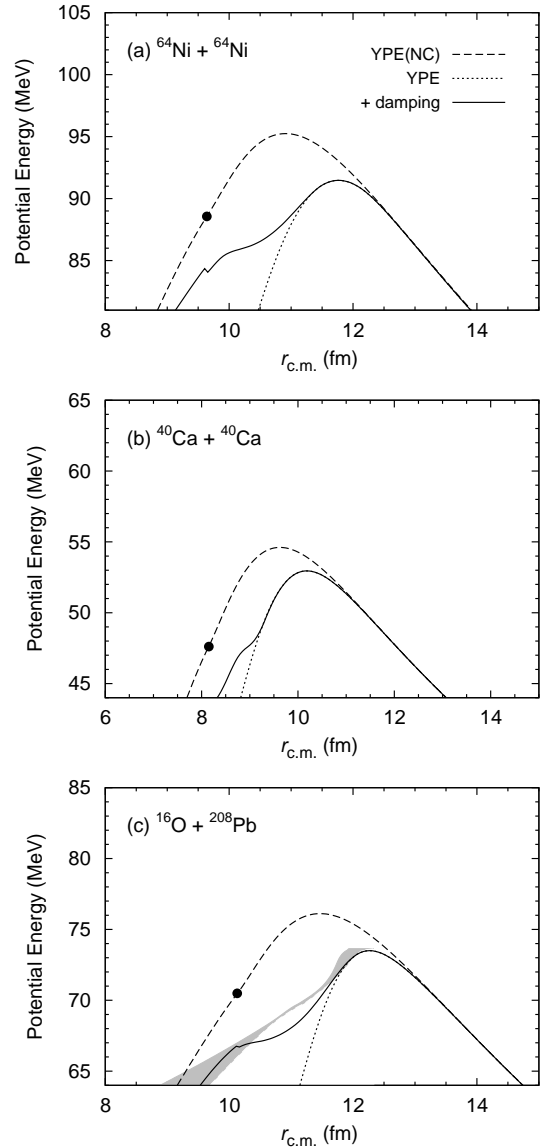 105
100
95
90
85
Potential Energy (MeV)
(a) ⁶⁴Ni + ⁶⁴Ni
YPE(NC)
YPE
+ damping
8 10 12 14
r_c.m. (fm)
65
60
55
50
45
Potential Energy (MeV)
(b) ⁴⁰Ca + ⁴⁰Ca
6 8 10 12 14
r_c.m. (fm)
85
80
75
70
65
Potential Energy (MeV)
(c) ¹⁶O + ²⁰⁸Pb
8 10 12 14
r_c.m. (fm)